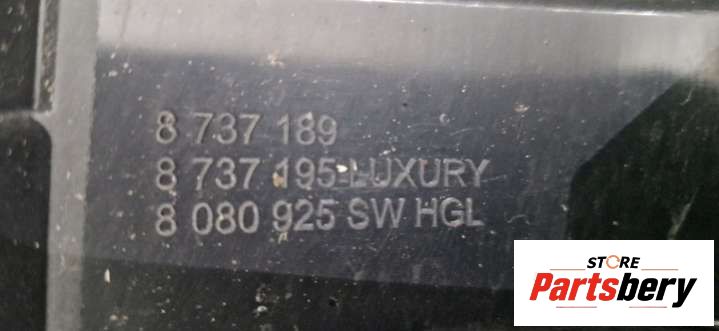 8 737 189
8 737 195-LUXURY
8 080 925 SW HGL
STORE
Partsbery